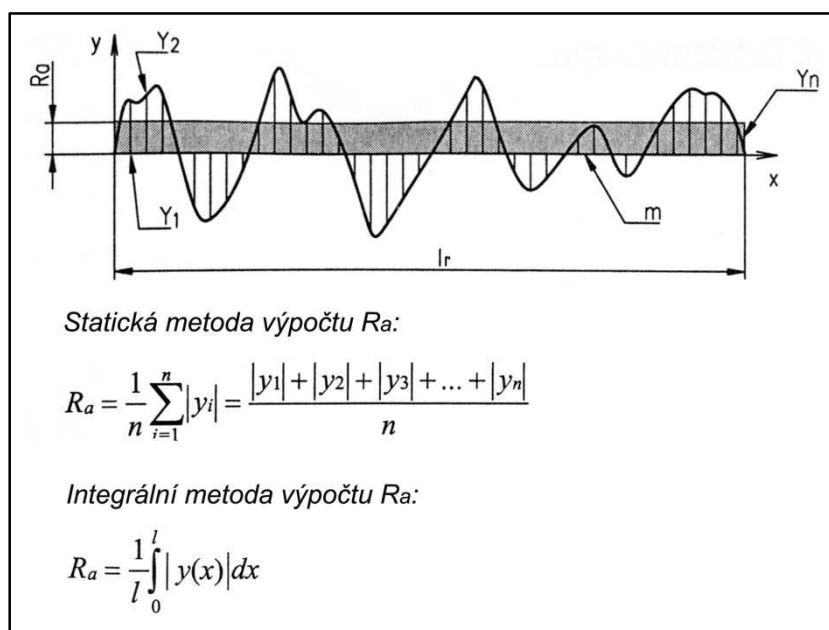 y Y2
Ra
Yn
Y1
x
m
lr
Statická metoda výpočtu Ra:
Ra = 1/n ∑ i=1 n |yi| = |y1| + |y2| + |y3| + ... + |yn| / n
Integrální metoda výpočtu Ra:
Ra = 1/l ∫ 0 l | y(x)|dx